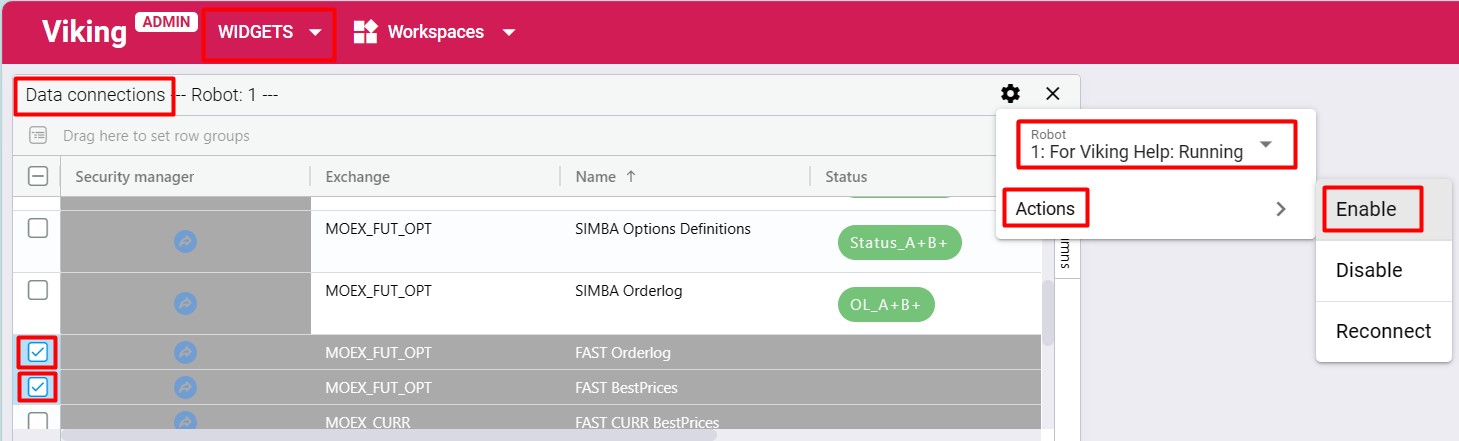 Viking ADMIN WIDGETS Workspaces
Data connections --- Robot: 1 ---
Drag here to set row groups
Robot
1: For Viking Help: Running
Actions
Enable
Disable
Reconnect
Security manager Exchange Name ↑ Status
MOEX_FUT_OPT SIMBA Options Definitions Status_A+B+
MOEX_FUT_OPT SIMBA Orderlog OL_A+B+
MOEX_FUT_OPT FAST Orderlog
MOEX_FUT_OPT FAST BestPrices
MOEX_CURR FAST CURR BestPrices